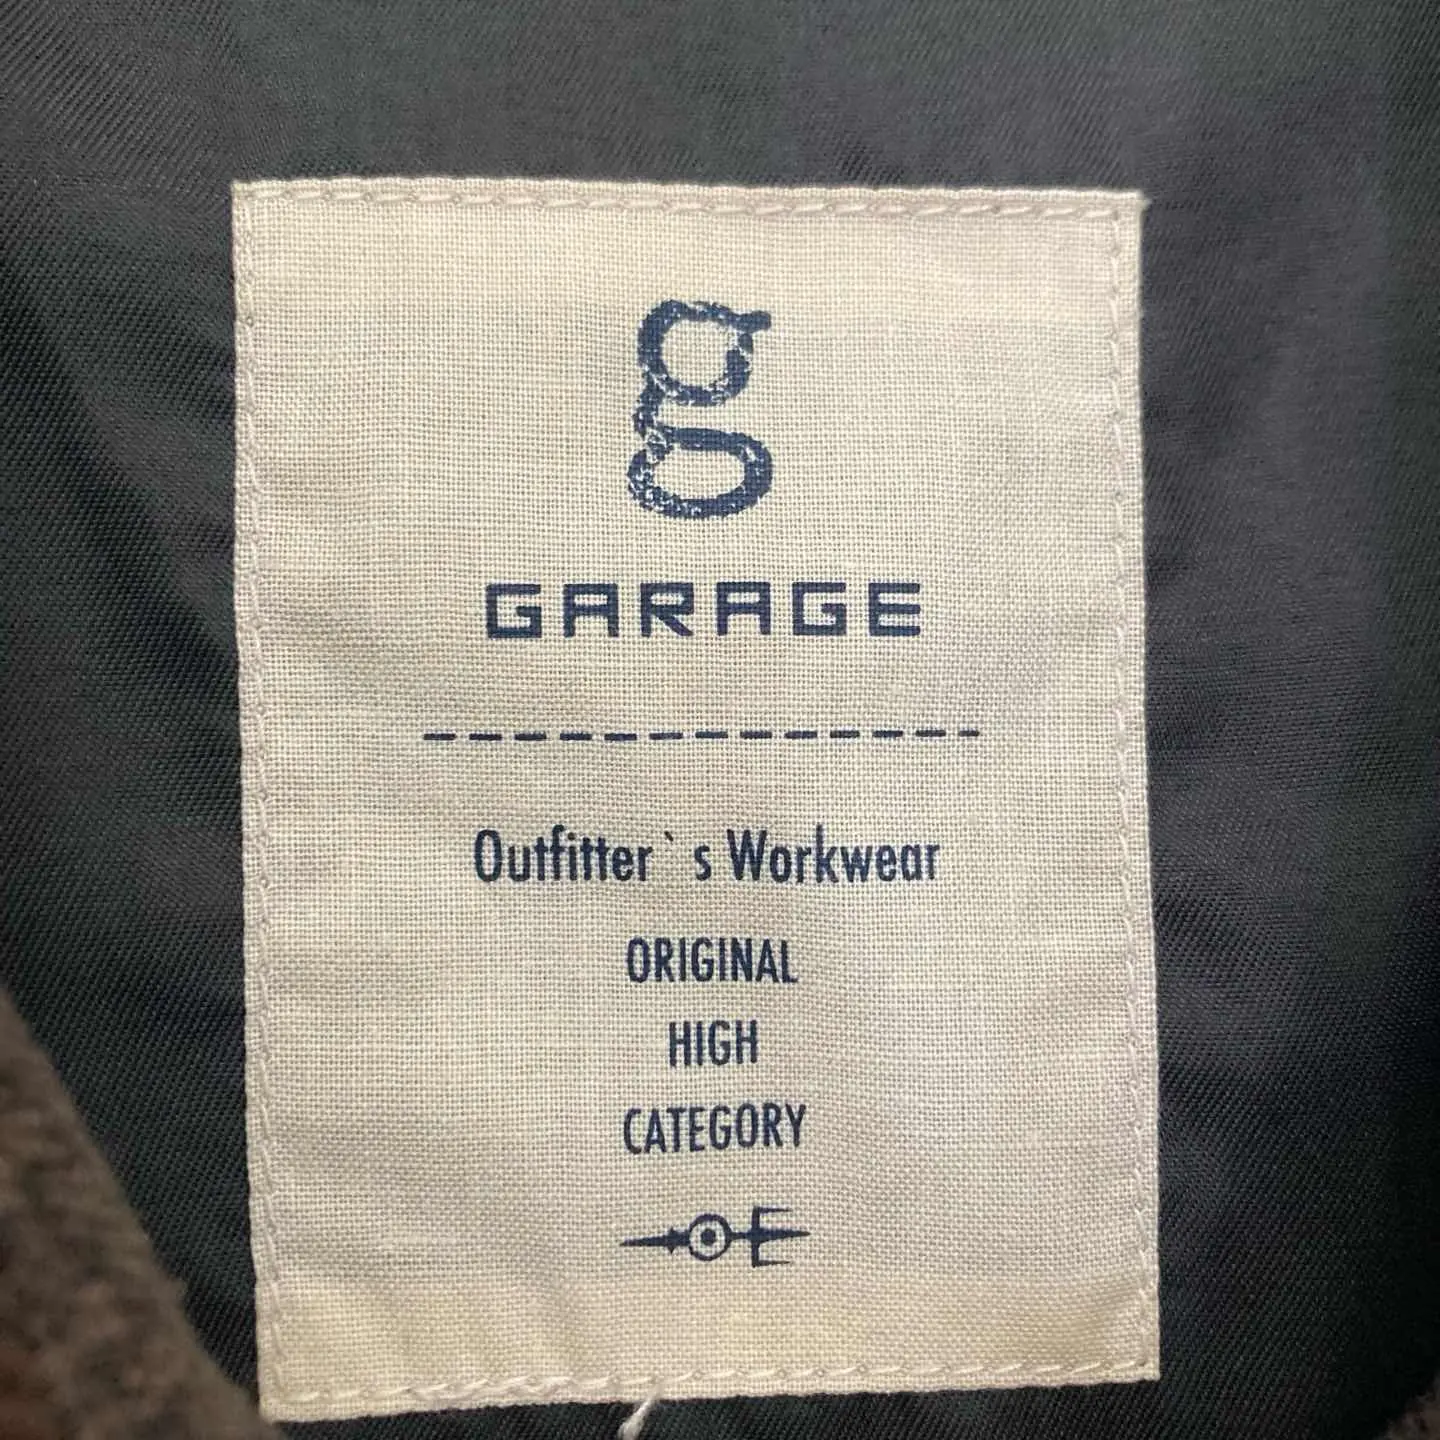 g
GARAGE
Outfitter`s Workwear
ORIGINAL
HIGH
CATEGORY